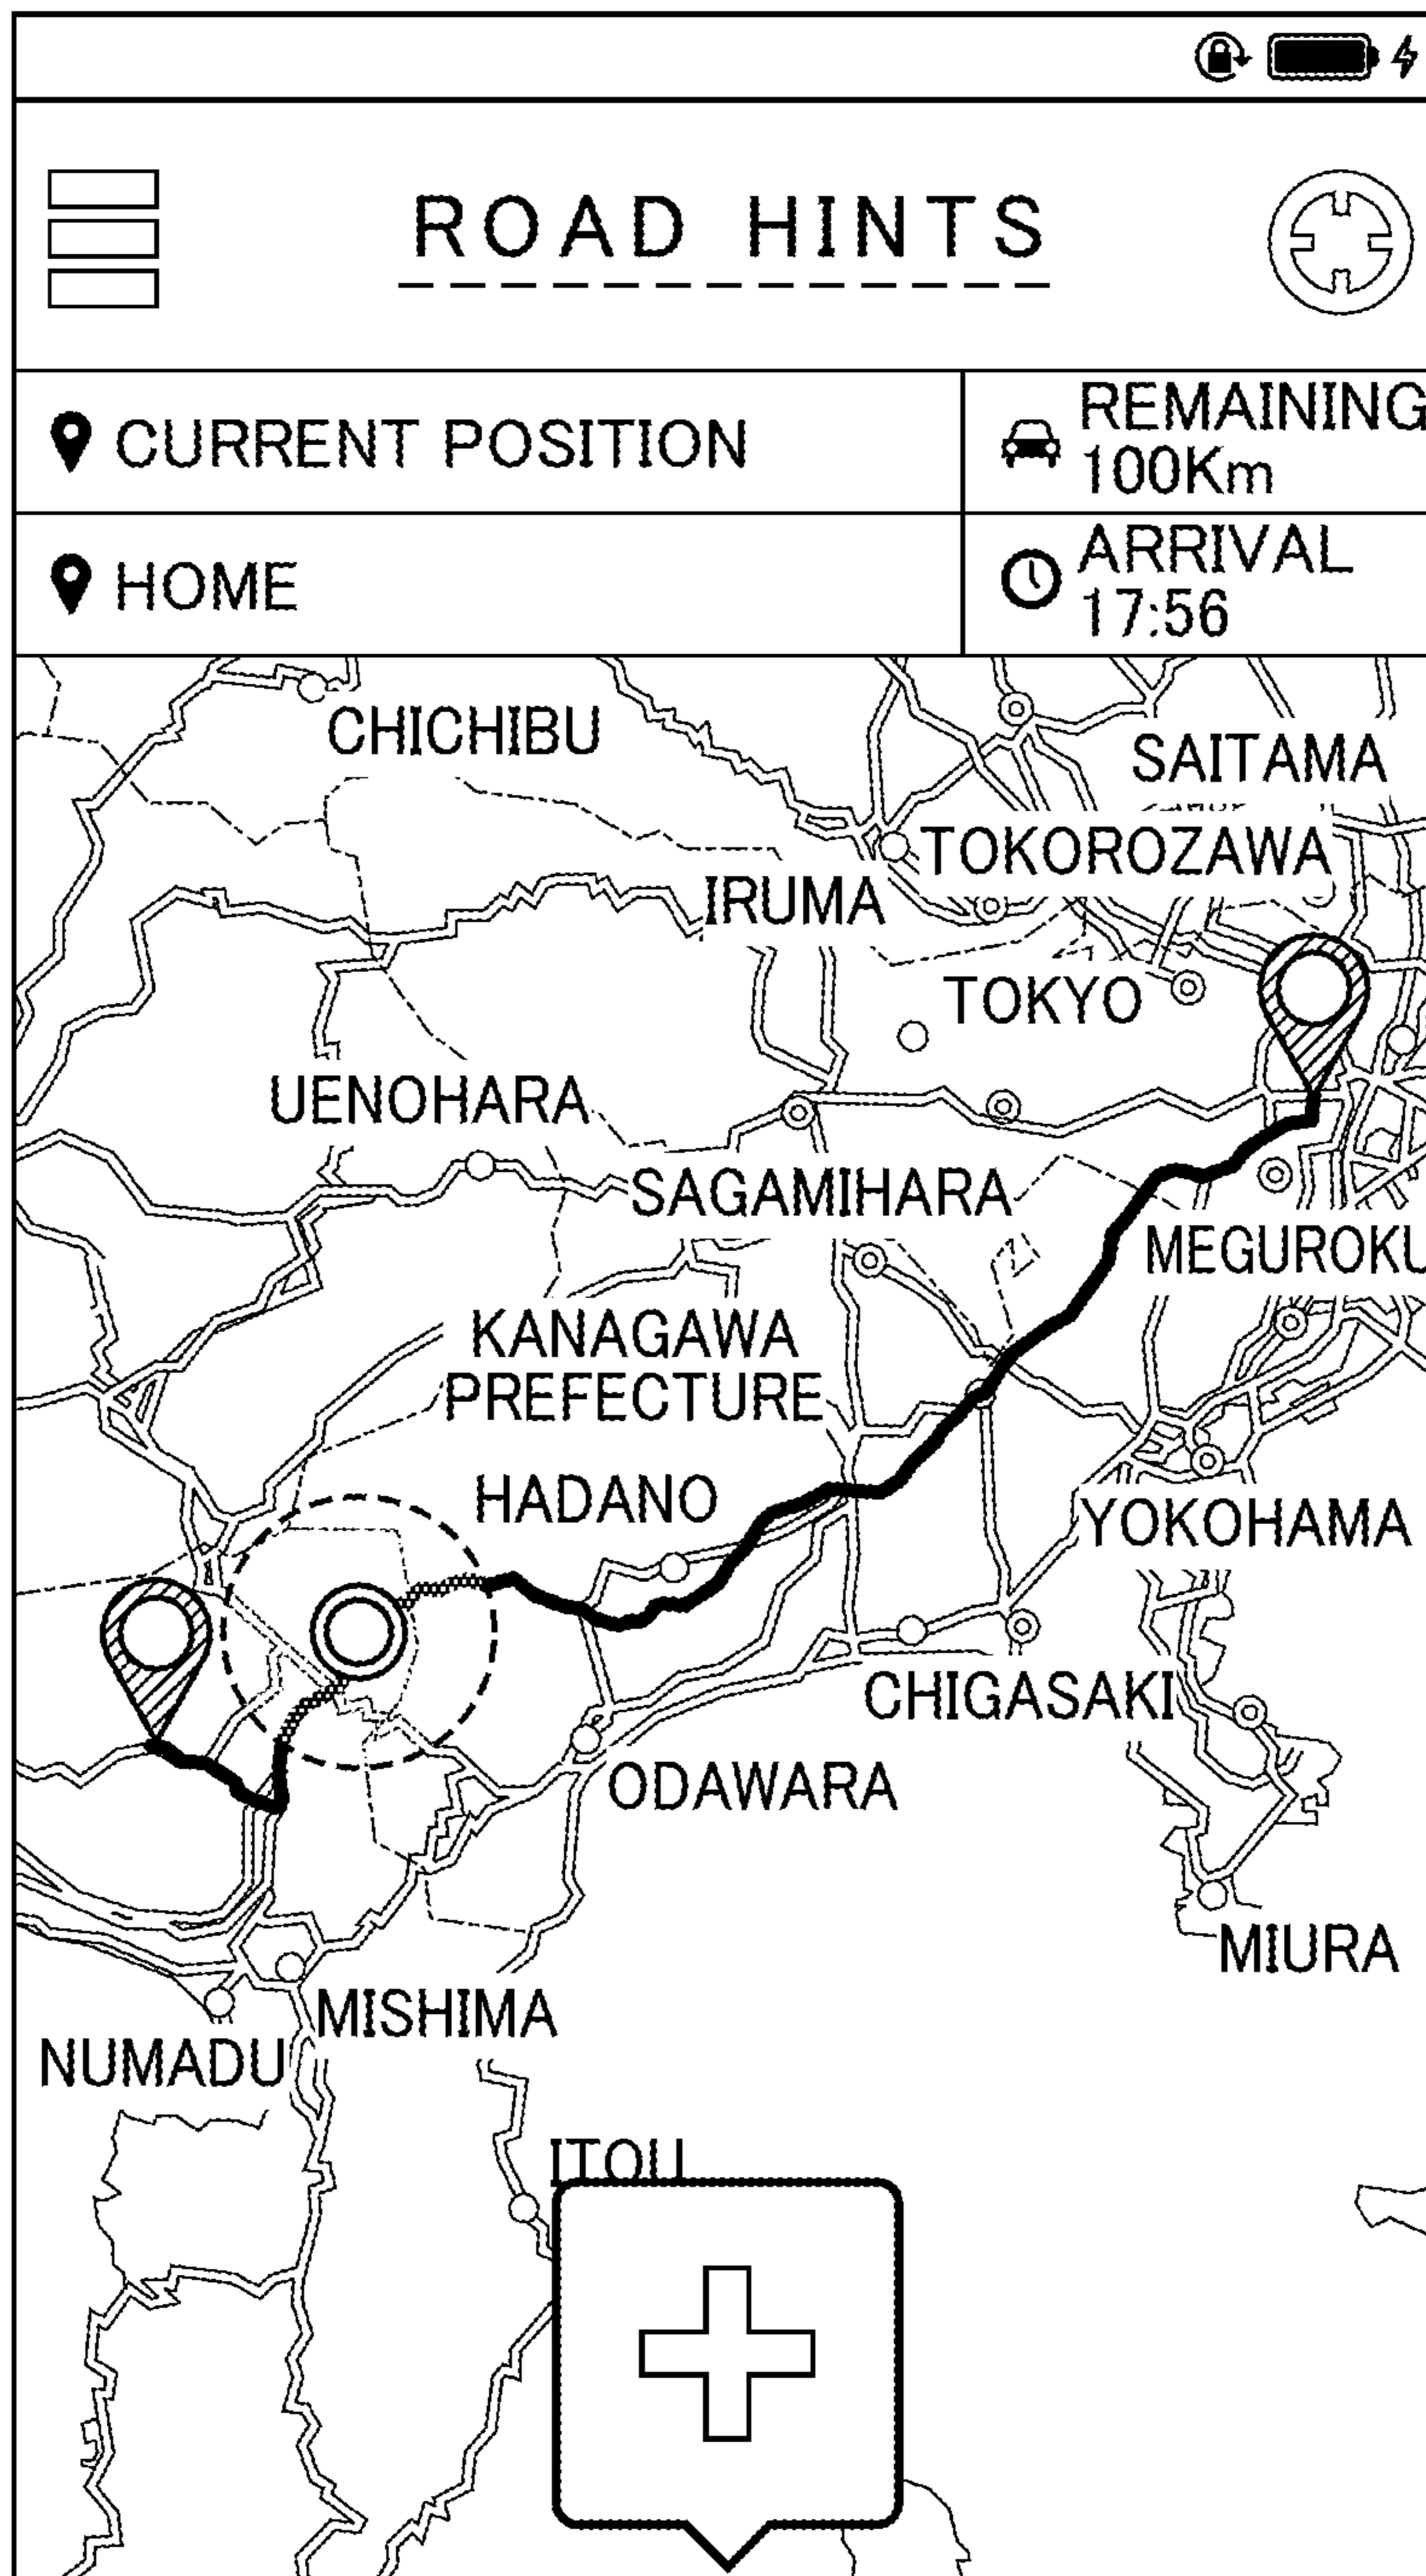 ROAD HINTS
CURRENT POSITION
REMAINING
100Km
HOME
ARRIVAL
17:56
CHICHIBU
SAITAMA
TOKOROZAWA
IRUMA
TOKYO
UENOHARA
SAGAMIHARA
MEGUROKU
KANAGAWA
PREFECTURE
HADANO
YOKOHAMA
CHIGASAKI
ODAWARA
MIURA
MISHIMA
NUMADU
ITOU